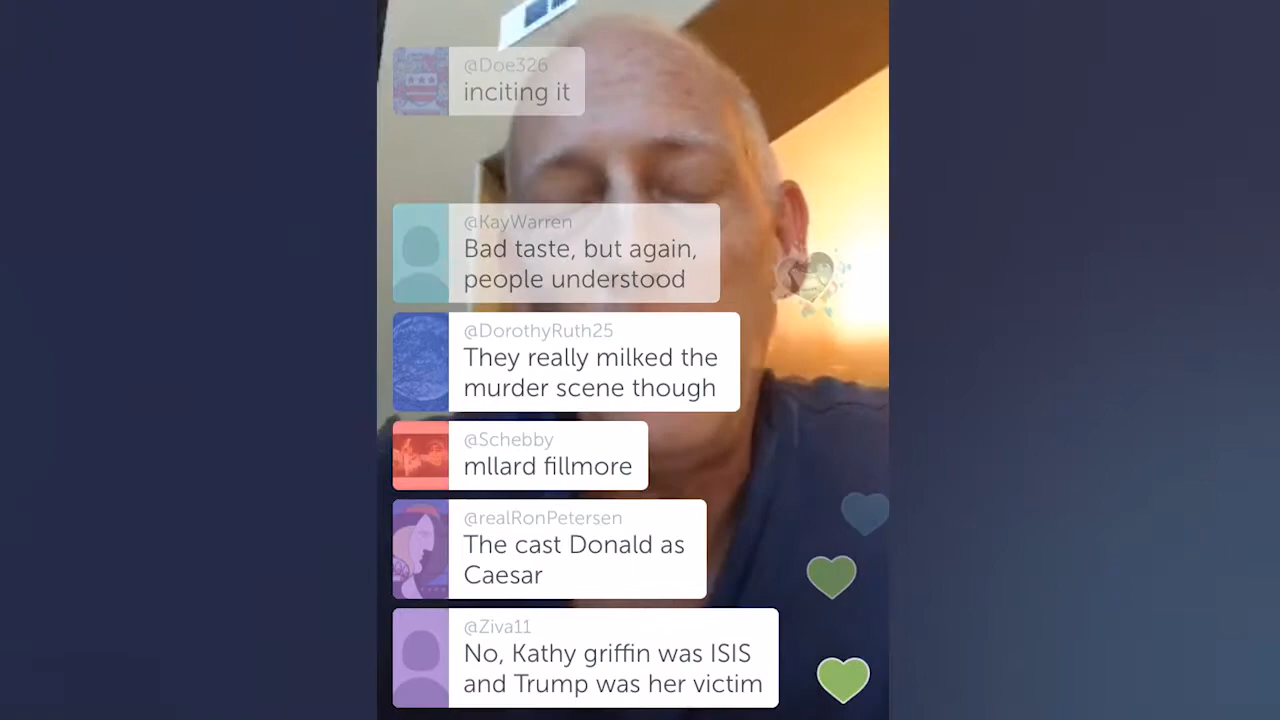 @Doe326
inciting it
@KayWarren
Bad taste, but again,
people understood
@DorothyRuth25
They really milked the
murder scene though
@Schebby
mllard fillmore
@realRonPetersen
The cast Donald as
Caesar
@Ziva11
No, Kathy griffin was ISIS
and Trump was her victim